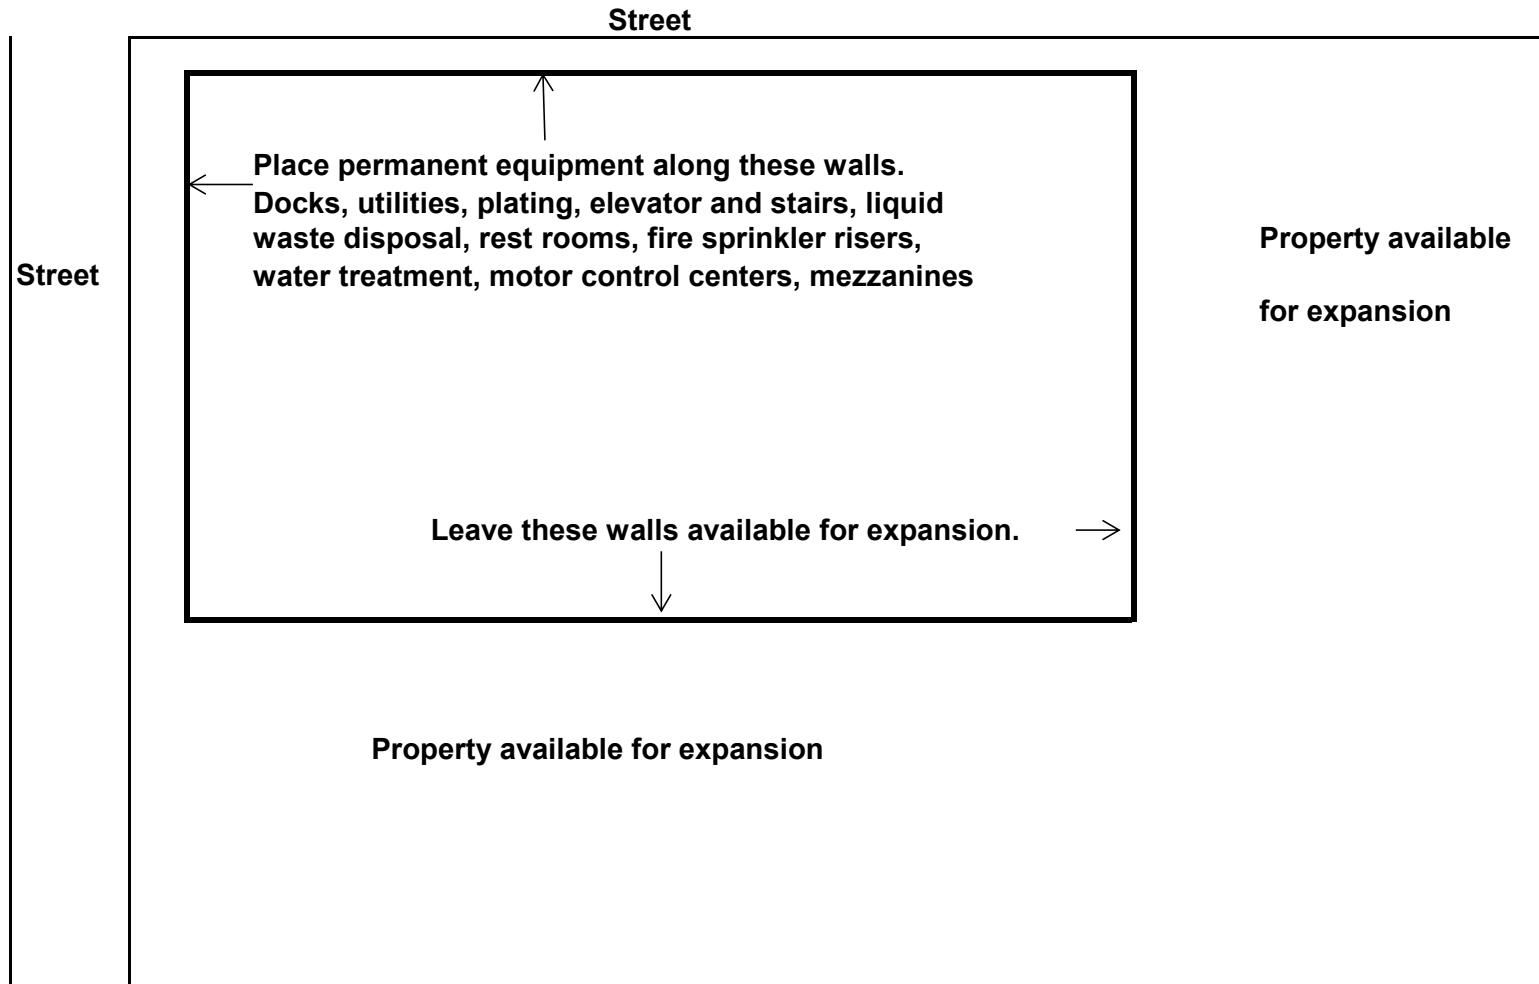 Street
Place permanent equipment along these walls.
Docks, utilities, plating, elevator and stairs, liquid
waste disposal, rest rooms, fire sprinkler risers,
water treatment, motor control centers, mezzanines
Street
Property available
for expansion
Leave these walls available for expansion.
Property available for expansion